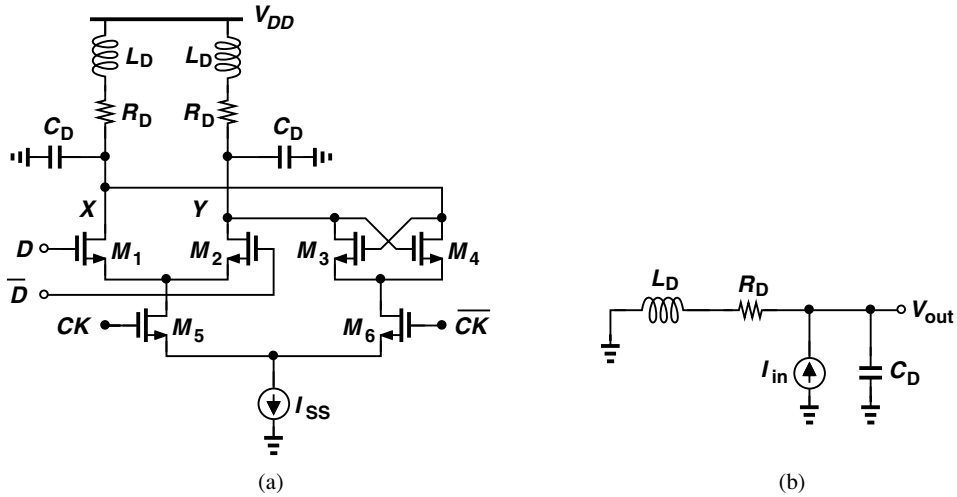 V_DD
L_D L_D
R_D R_D
C_D C_D
X Y
D M_1 M_2 M_3 M_4
D̅
CK M_5 M_6 C̅K̅
I_SS
(a)
L_D R_D
V_out
I_in C_D
(b)